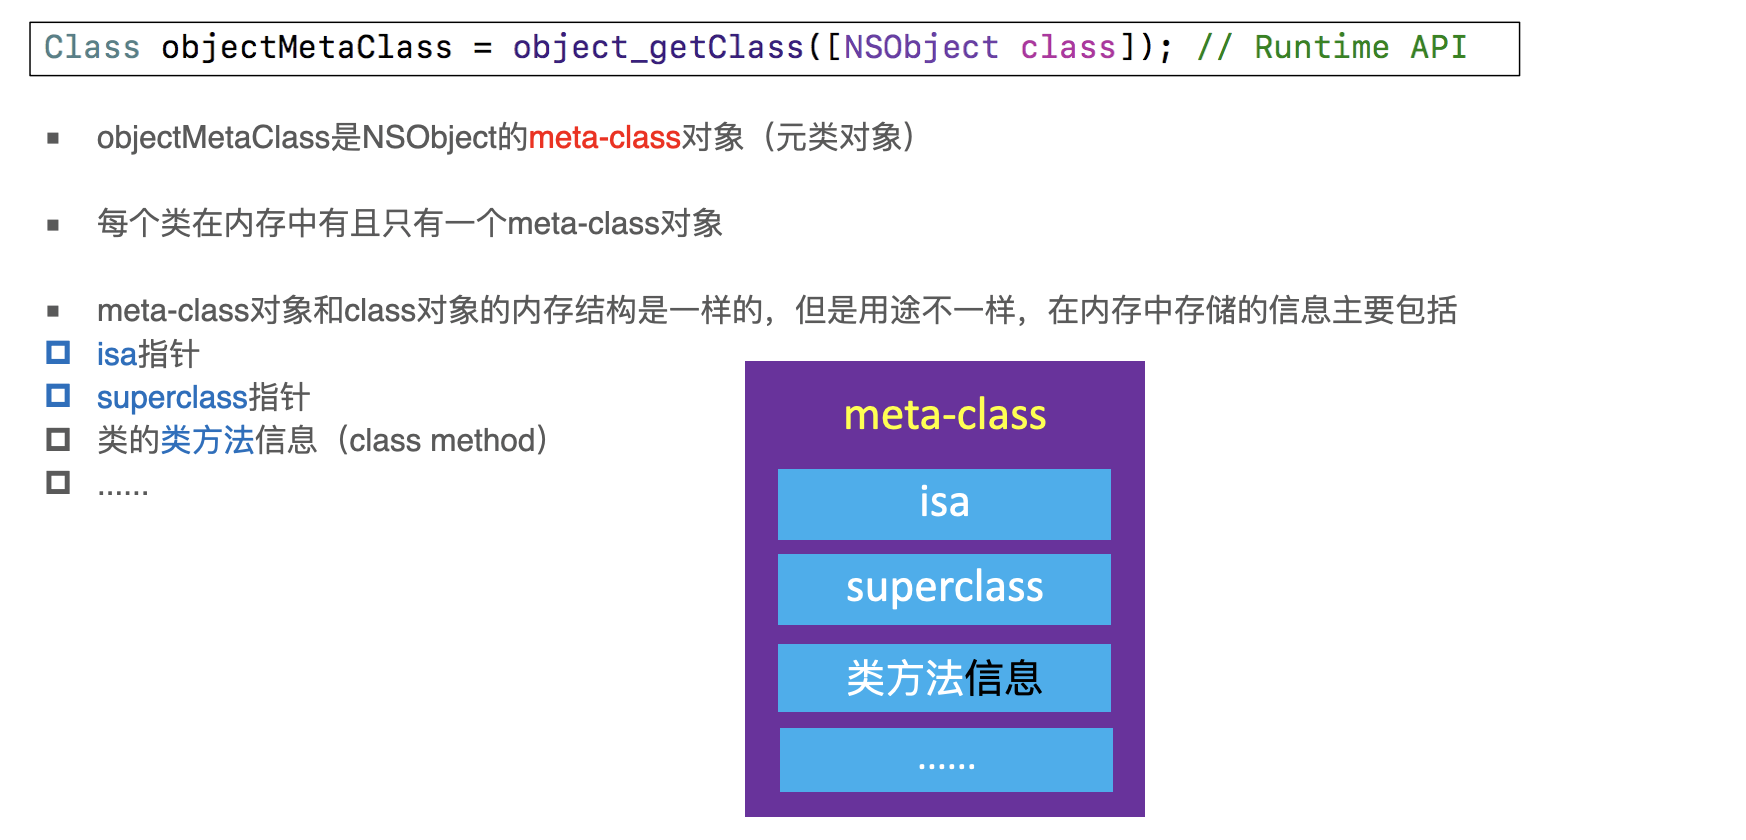 Class objectMetaClass = object_getClass([NSObject class]); // Runtime API
objectMetaClass是NSObject的meta-class对象（元类对象）
每个类在内存中有且只有一个meta-class对象
meta-class对象和class对象的内存结构是一样的，但是用途不一样，在内存中存储的信息主要包括
isa指针
superclass指针
类的类方法信息（class method）
......
meta-class
isa
superclass
类方法信息
......